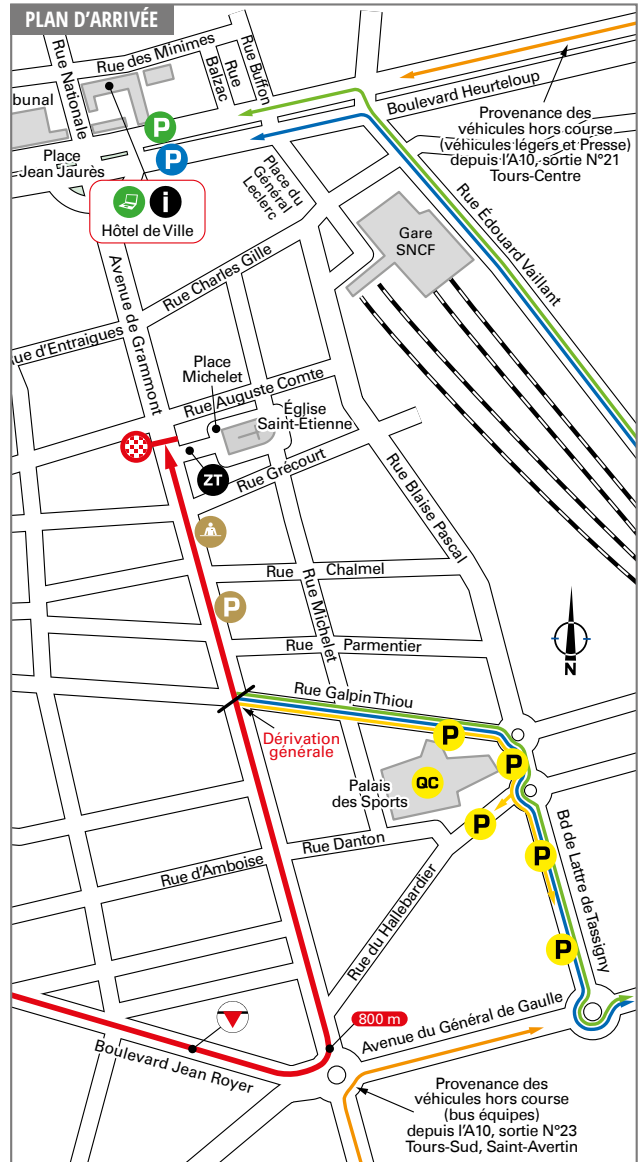 PLAN D'ARRIVÉE
Rue Nationale
Rue des Minimes
Rue Balzac
Rue Buffon
bunal
P
P
Place
Jean Jaurès
i
Hôtel de Ville
Place du
Général
Leclerc
Boulevard Heurteloup
Provenance des
véhicules hors course
(véhicules légers et Presse)
depuis l'A10, sortie N°21
Tours-Centre
Rue Édouard Vaillant
Gare
SNCF
Avenue de Grammont
Rue Charles Gille
ue d'Entraigues
Place
Michelet
Rue Auguste Comte
Église
Saint-Étienne
ZT
Rue Grécourt
Rue Blaise Pascal
Rue Chalmel
P
Rue Michelet
Rue Parmentier
N
Rue Galpin Thiou
Dérivation
générale
P
P
QC
Palais
des Sports
P
P
P
Rue Danton
Rue d'Amboise
Rue du Hallebardier
Bd de Lattre de Tassigny
800 m
Avenue du Général de Gaulle
Boulevard Jean Royer
Provenance des
véhicules hors course
(bus équipes)
depuis l'A10, sortie N°23
Tours-Sud, Saint-Avertin